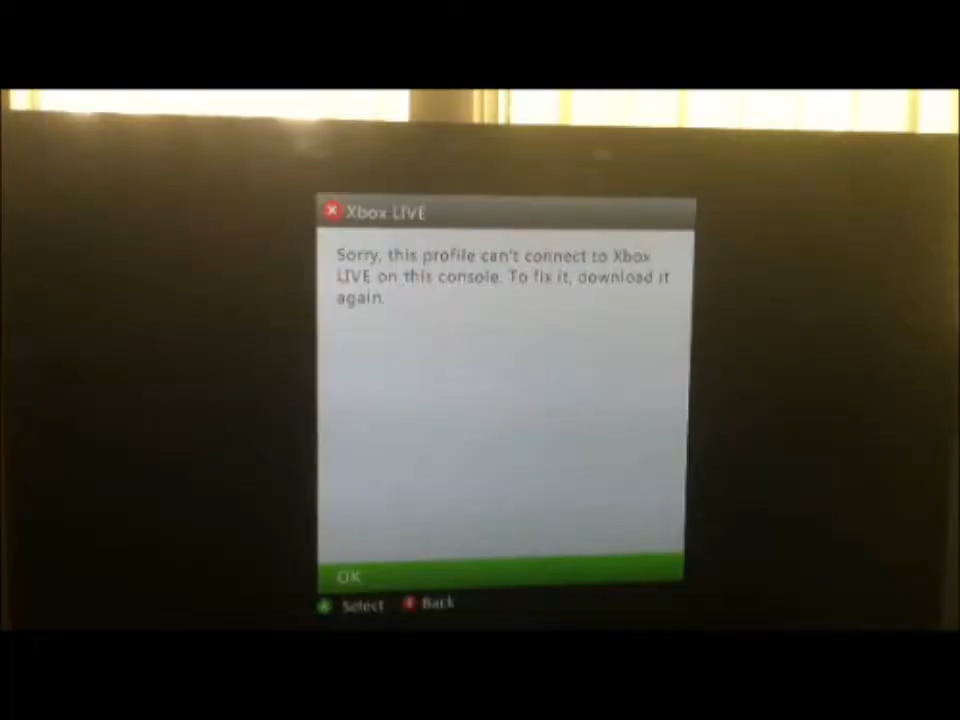 Xbox LIVE
Sorry, this profile can't connect to Xbox
LIVE on this console. To fix it, download it
again.
OK
Select Back